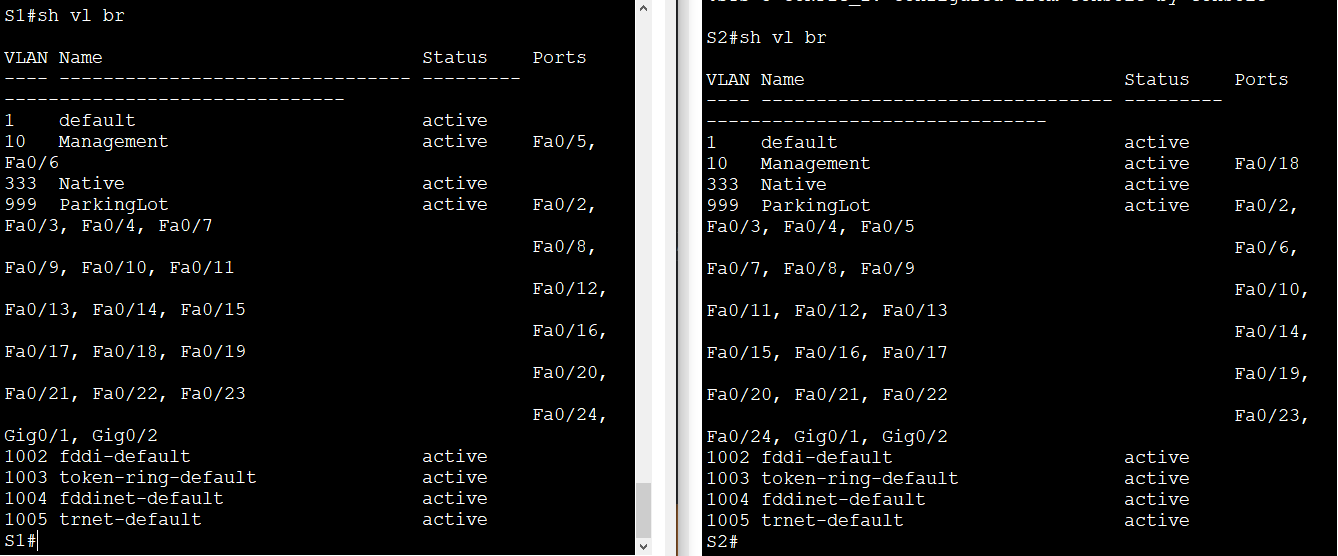 S1#sh vl br
VLAN Name Status Ports
---- -------------------------------- ---------
-------------------------------
1 default active
10 Management active Fa0/5,
Fa0/6
333 Native active
999 ParkingLot active Fa0/2,
Fa0/3, Fa0/4, Fa0/7
Fa0/8,
Fa0/9, Fa0/10, Fa0/11
Fa0/12,
Fa0/13, Fa0/14, Fa0/15
Fa0/16,
Fa0/17, Fa0/18, Fa0/19
Fa0/20,
Fa0/21, Fa0/22, Fa0/23
Fa0/24,
Gig0/1, Gig0/2
1002 fddi-default active
1003 token-ring-default active
1004 fddinet-default active
1005 trnet-default active
S1#
S2#sh vl br
VLAN Name Status Ports
---- -------------------------------- ---------
-------------------------------
1 default active
10 Management active Fa0/18
333 Native active
999 ParkingLot active Fa0/2,
Fa0/3, Fa0/4, Fa0/5
Fa0/6,
Fa0/7, Fa0/8, Fa0/9
Fa0/10,
Fa0/11, Fa0/12, Fa0/13
Fa0/14,
Fa0/15, Fa0/16, Fa0/17
Fa0/19,
Fa0/20, Fa0/21, Fa0/22
Fa0/23,
Fa0/24, Gig0/1, Gig0/2
1002 fddi-default active
1003 token-ring-default active
1004 fddinet-default active
1005 trnet-default active
S2#